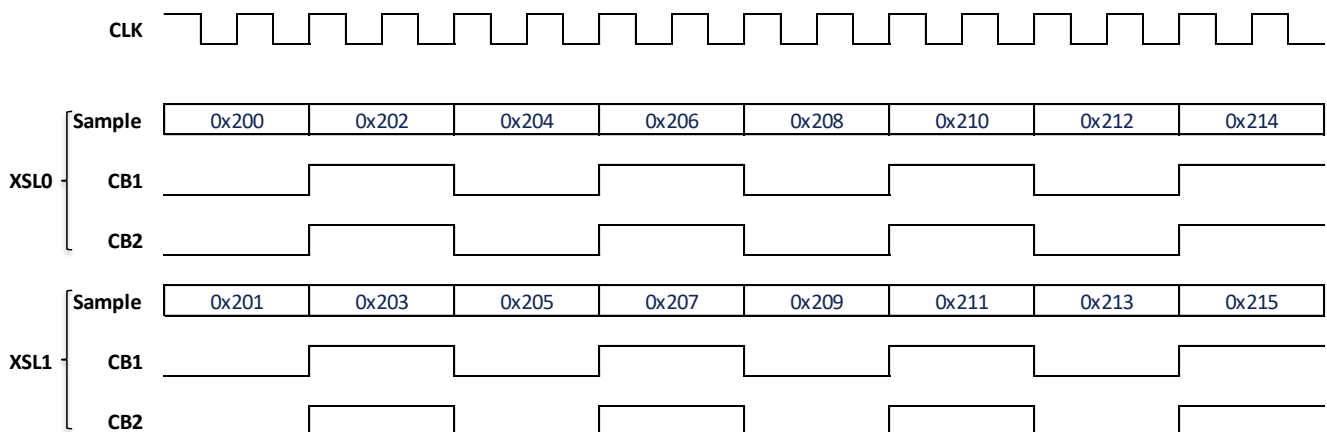 CLK
Sample 0x200 0x202 0x204 0x206 0x208 0x210 0x212 0x214
XSL0 CB1
CB2
Sample 0x201 0x203 0x205 0x207 0x209 0x211 0x213 0x215
XSL1 CB1
CB2